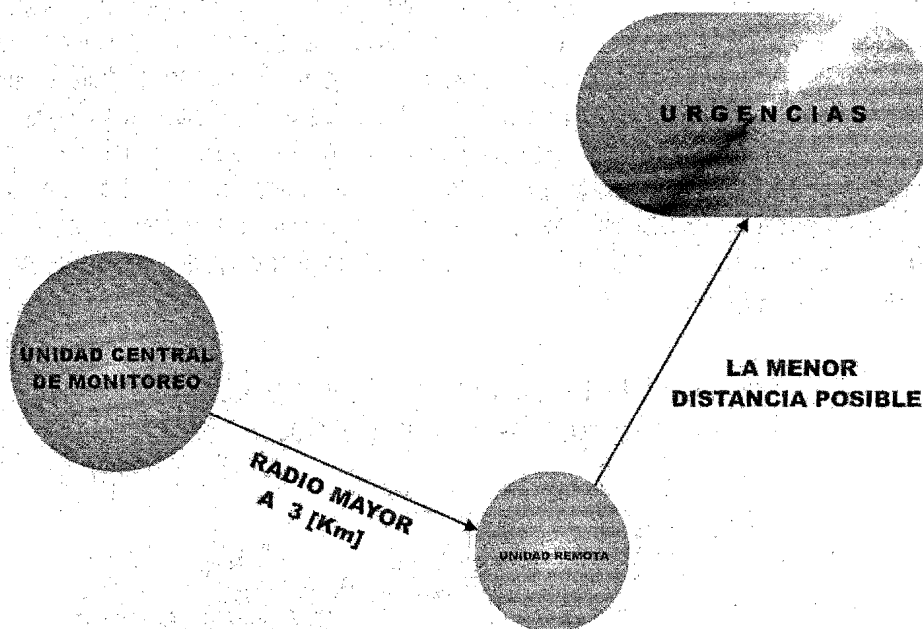 URGENCIAS
UNIDAD CENTRAL
DE MONITOREO
LA MENOR
DISTANCIA POSIBLE
RADIO MAYOR
A 3 [Km]
UNIDAD REMOTA